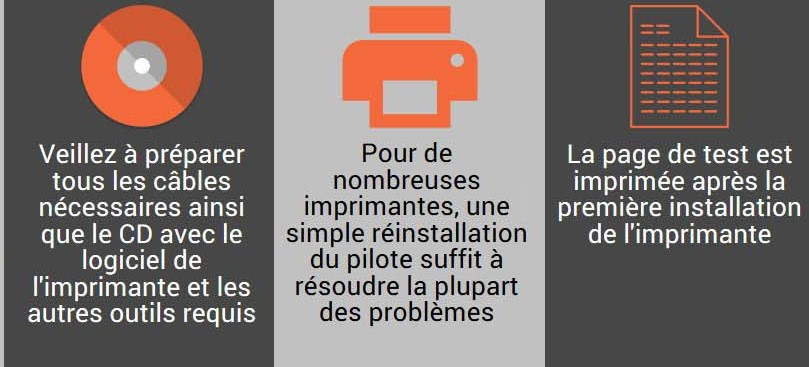 Veillez à préparer
tous les câbles
nécessaires ainsi
que le CD avec le
logiciel de
l'imprimante et les
autres outils requis
Pour de
nombreuses
imprimantes, une
simple réinstallation
du pilote suffit à
résoudre la plupart
des problèmes
La page de test est
imprimée après la
première installation
de l'imprimante